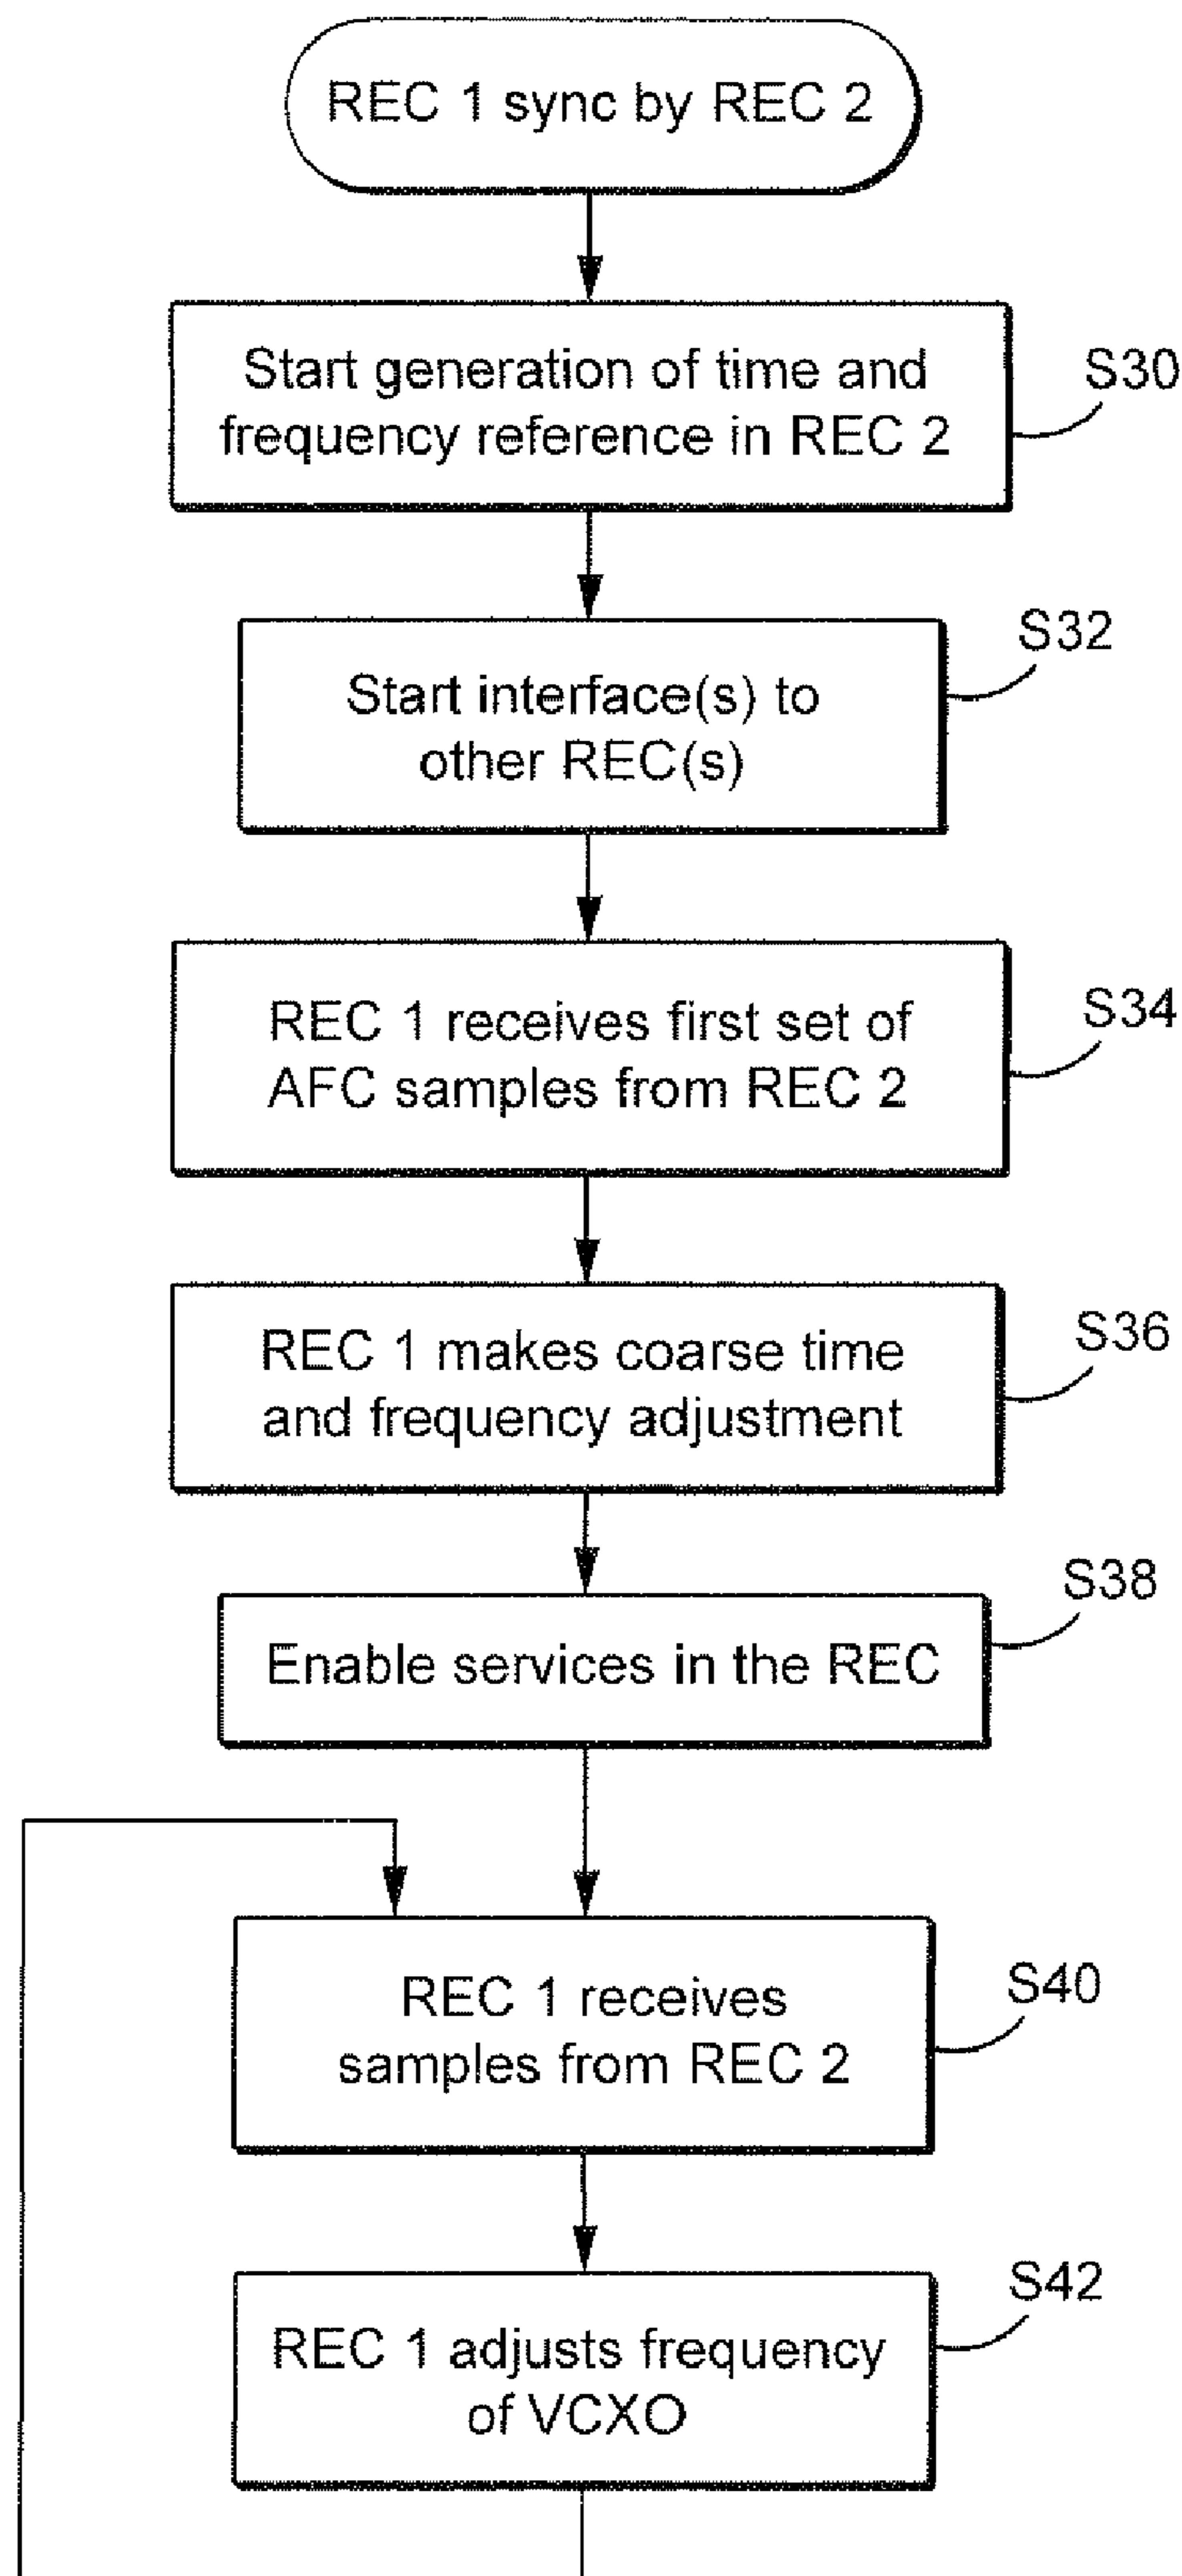 REC 1 sync by REC 2
Start generation of time and
frequency reference in REC 2
S30
Start interface(s) to
other REC(s)
S32
REC 1 receives first set of
AFC samples from REC 2
S34
REC 1 makes coarse time
and frequency adjustment
S36
Enable services in the REC
S38
REC 1 receives
samples from REC 2
S40
REC 1 adjusts frequency
of VCXO
S42